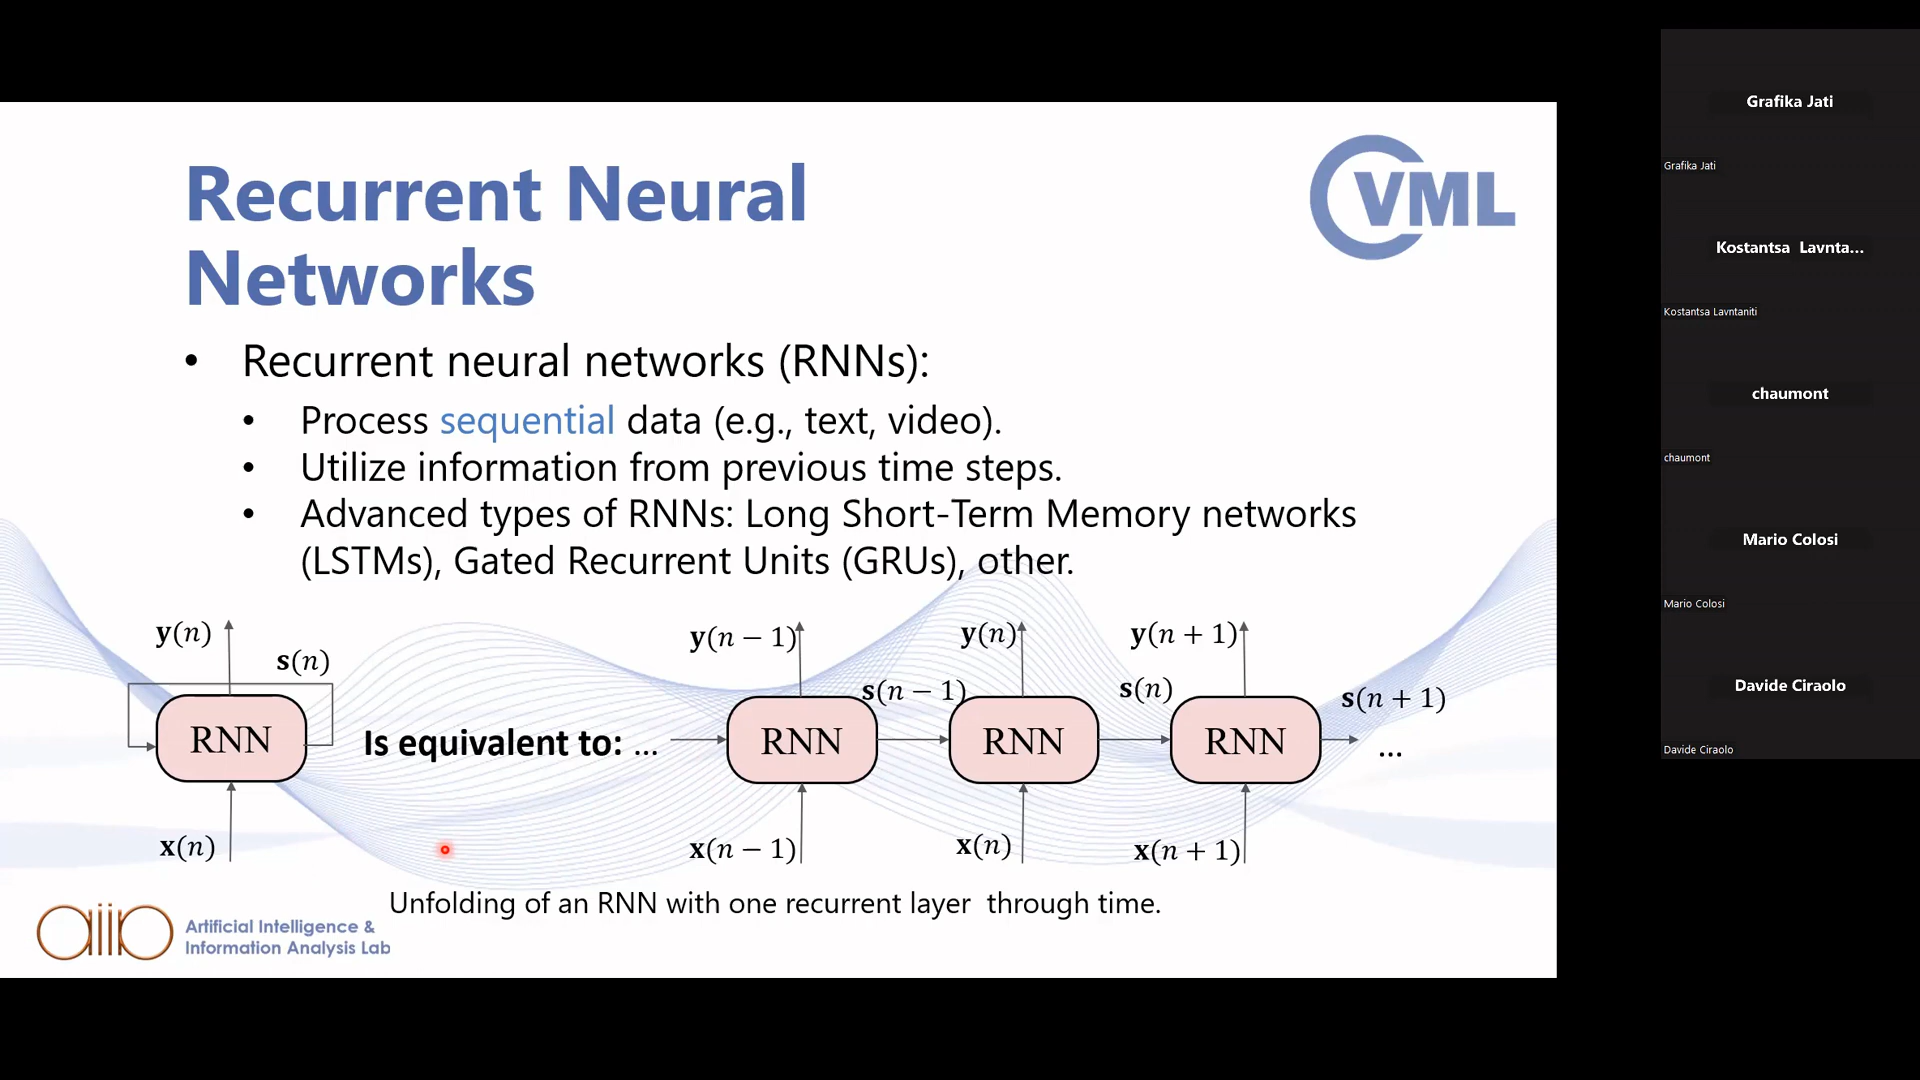 Recurrent Neural
Networks
CVML
• Recurrent neural networks (RNNs):
• Process sequential data (e.g., text, video).
• Utilize information from previous time steps.
• Advanced types of RNNs: Long Short-Term Memory networks
(LSTMs), Gated Recurrent Units (GRUs), other.
y(n)
s(n)
RNN
x(n)
Is equivalent to: ...
y(n − 1)
s(n − 1)
RNN
x(n − 1)
y(n)
s(n)
RNN
x(n)
y(n + 1)
s(n + 1)
RNN
x(n + 1)
...
Unfolding of an RNN with one recurrent layer through time.
aiia
Artificial Intelligence &
Information Analysis Lab
Grafika Jati
Grafika Jati
Kostantsa Lavnta...
Kostantsa Lavntaniti
chaumont
chaumont
Mario Colosi
Mario Colosi
Davide Ciraolo
Davide Ciraolo